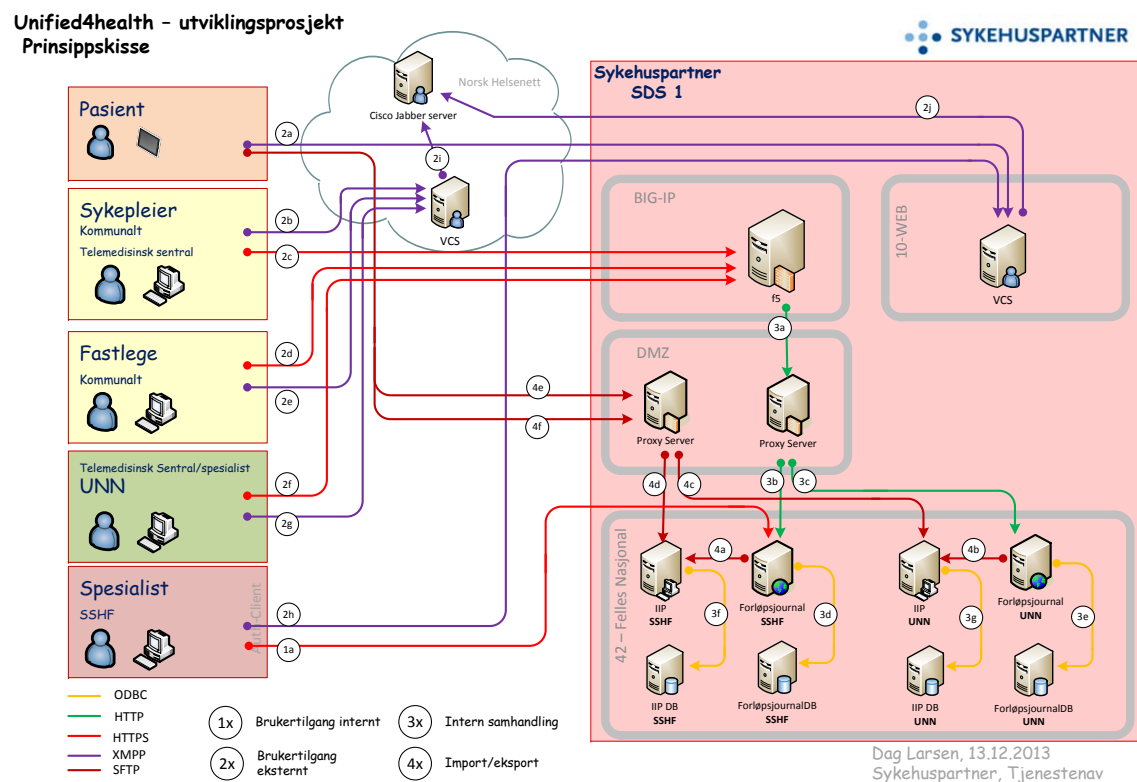 Unified4health – utviklingsprosjekt
Prinsippskisse
SYKEHUSPARTNER
Norsk Helsenett
Cisco Jabber server
2i
VCS
Sykehuspartner
SDS 1
2j
Pasient
2a
Sykepleier
Kommunalt
Telemedisinsk sentral
2b
2c
BIG-IP
f5
10-WEB
VCS
3a
Fastlege
Kommunalt
2d
2e
DMZ
4e
4f
Proxy Server
Proxy Server
Telemedisinsk Sentral/spesialist
UNN
2f
2g
4d
4c
3b
3c
Spesialist
SSHF
Auth-Client
2h
1a
42 – Felles Nasjonal
4a
4b
IIP
SSHF
Forløpsjournal
SSHF
IIP
UNN
Forløpsjournal
UNN
3f
3d
3g
3e
IIP DB
SSHF
ForløpsjournalDB
SSHF
IIP DB
UNN
ForløpsjournalDB
UNN
ODBC
HTTP
HTTPS
XMPP
SFTP
1x
Brukertilgang internt
2x
Brukertilgang
eksternt
3x
Intern samhandling
4x
Import/eksport
Dag Larsen, 13.12.2013
Sykehuspartner, Tjenestenav